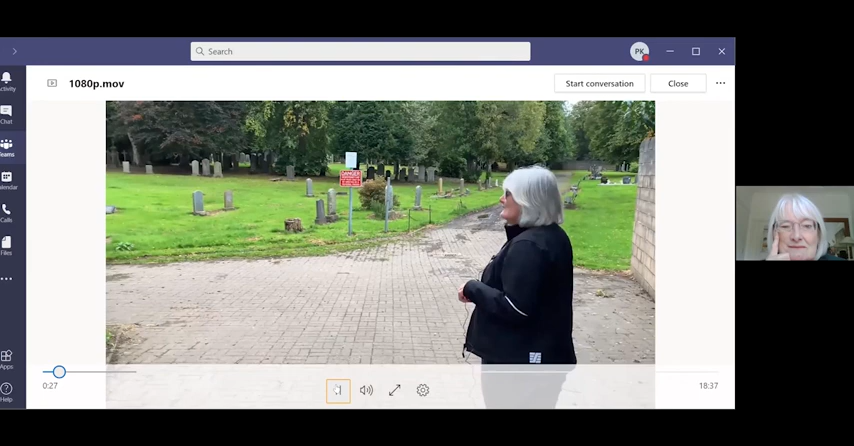 Search
PK
1080p.mov
Start conversation
Close
Activity
Chat
Teams
Calendar
Calls
Files
Apps
Help
DANGER
0:27
18:37